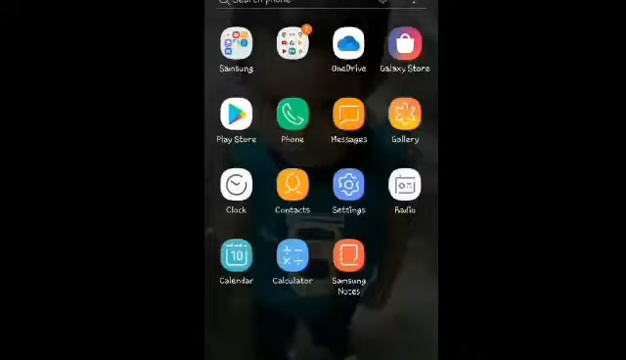 Search phone
Samsung
OneDrive
Galaxy Store
Play Store
Phone
Messages
Gallery
Clock
Contacts
Settings
Radio
10
Calendar
Calculator
Samsung
Notes